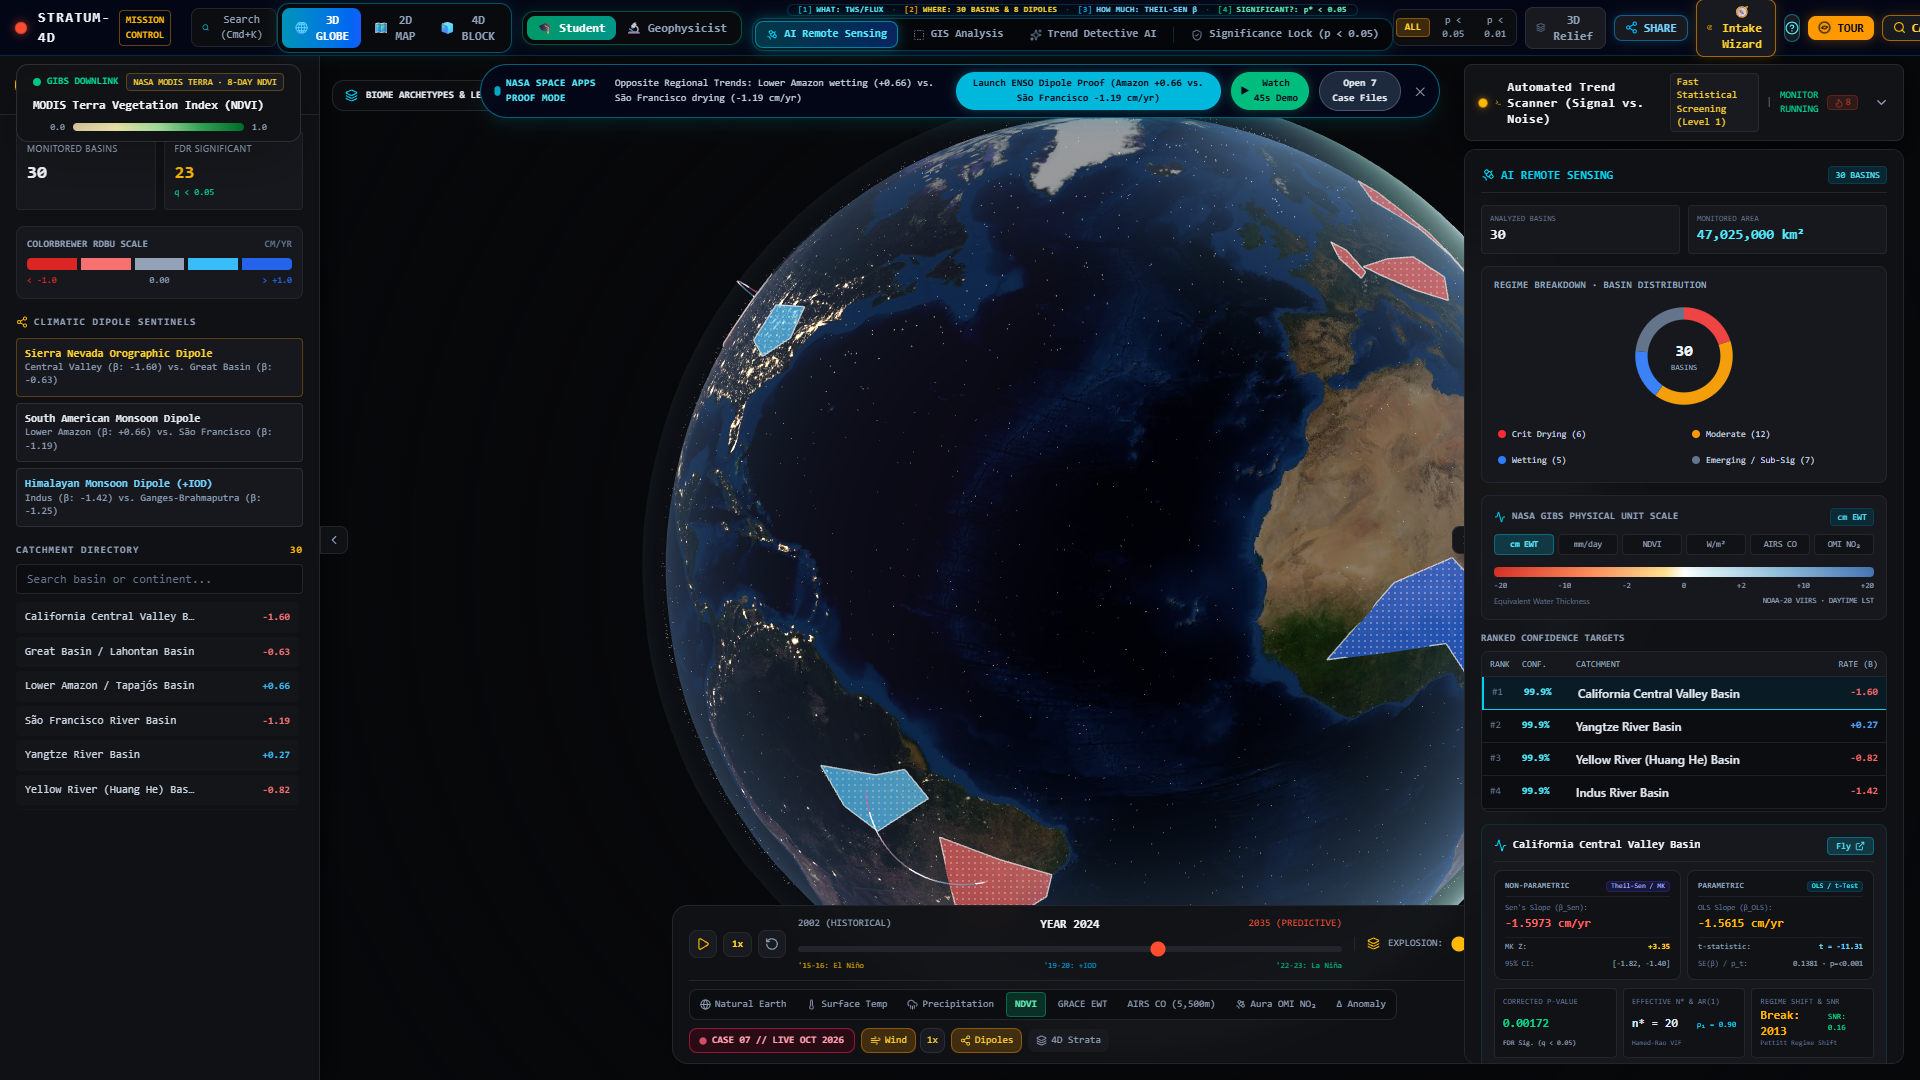 STRATUM-4D
MISSION CONTROL
Search (Cmd+K)
3D GLOBE
2D MAP
4D BLOCK
Student
Geophysicist
[1] WHAT: TWS/FLUX · [2] WHERE: 30 BASINS & 8 DIPOLES · [3] HOW MUCH: THEIL-SEN β · [4] SIGNIFICANT?: p* < 0.05
AI Remote Sensing
GIS Analysis
Trend Detective AI
Significance Lock (p < 0.05)
ALL
p < 0.05
p < 0.01
3D Relief
SHARE
Intake Wizard
TOUR
GIBS DOWNLINK
NASA MODIS TERRA · 8-DAY NDVI
MODIS Terra Vegetation Index (NDVI)
0.0
1.0
MONITORED BASINS
30
FDR SIGNIFICANT
23
q < 0.05
COLORBREWER RDBU SCALE
CM/YR
< -1.0
0.00
> +1.0
CLIMATIC DIPOLE SENTINELS
Sierra Nevada Orographic Dipole
Central Valley (β: -1.60) vs. Great Basin (β: -0.63)
South American Monsoon Dipole
Lower Amazon (β: +0.66) vs. São Francisco (β: -1.19)
Himalayan Monsoon Dipole (+IOD)
Indus (β: -1.42) vs. Ganges-Brahmaputra (β: -1.25)
CATCHMENT DIRECTORY
30
Search basin or continent...
California Central Valley B… -1.60
Great Basin / Lahontan Basin -0.63
Lower Amazon / Tapajós Basin +0.66
São Francisco River Basin -1.19
Yangtze River Basin +0.27
Yellow River (Huang He) Bas… -0.82
BIOME ARCHETYPES & LE
NASA SPACE APPS PROOF MODE
Opposite Regional Trends: Lower Amazon wetting (+0.66) vs. São Francisco drying (-1.19 cm/yr)
Launch ENSO Dipole Proof (Amazon +0.66 vs. São Francisco -1.19 cm/yr)
Watch 45s Demo
Open 7 Case Files
Automated Trend Scanner (Signal vs. Noise)
Fast Statistical Screening (Level 1)
MONITOR RUNNING
8
AI REMOTE SENSING
30 BASINS
ANALYZED BASINS
30
MONITORED AREA
47,025,000 km²
REGIME BREAKDOWN · BASIN DISTRIBUTION
30
BASINS
Crit Drying (6)
Moderate (12)
Wetting (5)
Emerging / Sub-Sig (7)
NASA GIBS PHYSICAL UNIT SCALE
cm EWT
cm EWT
mm/day
NDVI
W/m²
AIRS CO
OMI NO₂
-20
-10
-2
0
+2
+10
+20
Equivalent Water Thickness
NOAA-20 VIIRS · DAYTIME LST
RANKED CONFIDENCE TARGETS
RANK CONF. CATCHMENT RATE (Β)
#1 99.9% California Central Valley Basin -1.60
#2 99.9% Yangtze River Basin +0.27
#3 99.9% Yellow River (Huang He) Basin -0.82
#4 99.9% Indus River Basin -1.42
California Central Valley Basin
Fly
NON-PARAMETRIC
Theil-Sen / MK
Sen's Slope (β_Sen):
-1.5973 cm/yr
MK Z: +3.35
95% CI: [-1.82, -1.40]
PARAMETRIC
OLS / t-Test
OLS Slope (β_OLS):
-1.5615 cm/yr
t-statistic: t = -11.31
SE(β) / p_t: 0.1381 · p=<0.001
CORRECTED P-VALUE
0.00172
FDR Sig. (q < 0.05)
EFFECTIVE N* & AR(1)
n* = 20
ρ₁ = 0.90
Hamed-Rao VIF
REGIME SHIFT & SNR
Break: 2013
SNR: 0.16
Pettitt Regime Shift
2002 (HISTORICAL)
YEAR 2024
2035 (PREDICTIVE)
1x
'15-16: El Niño
'19-20: +IOD
'22-23: La Niña
EXPLOSION:
Natural Earth
Surface Temp
Precipitation
NDVI
GRACE EWT
AIRS CO (5,500m)
Aura OMI NO₂
Δ Anomaly
CASE 07 // LIVE OCT 2026
Wind
1x
Dipoles
4D Strata